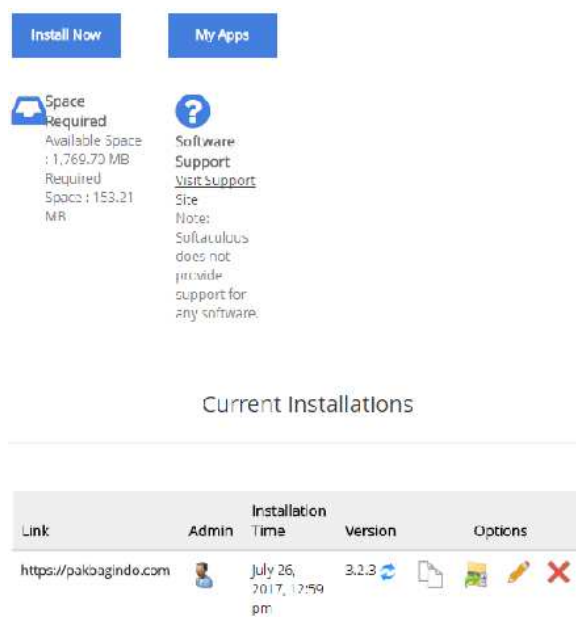 Install Now
My Apps
Space
Required
Available Space
: 1,769.70 MB
Required
Space : 153.21
MB
Software
Support
Visit Support
Site
Note:
Softaculous
does not
provide
support for
any software.
Current Installations
Link
Admin
Installation
Time
Version
Options
https://pakbagindo.com
July 26,
2017, 12:59
pm
3.2.3